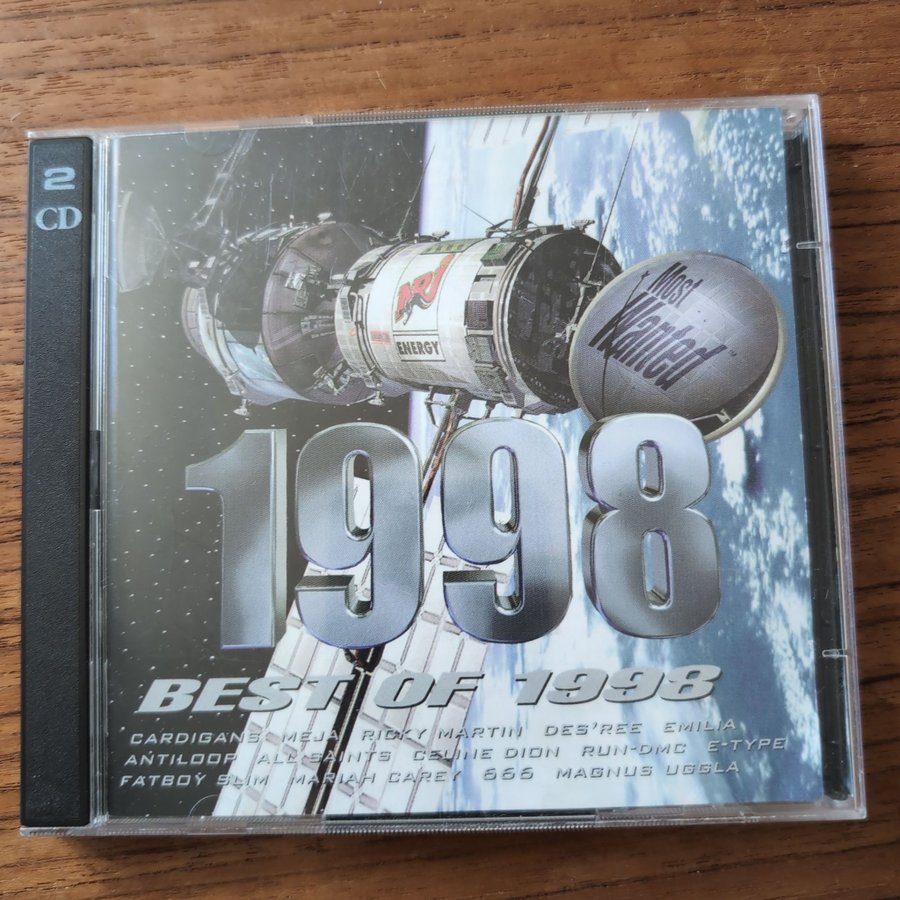 2
CD
NRJ
ENERGY
Most
Wanted™
1998
BEST OF 1998
CARDIGANS MEJA RICKY MARTIN DES'REE EMILIA
ANTILOOP ALL SAINTS CELINE DION RUN-DMC E-TYPE
FATBOY SLIM MARIAH CAREY 666 MAGNUS UGGLA